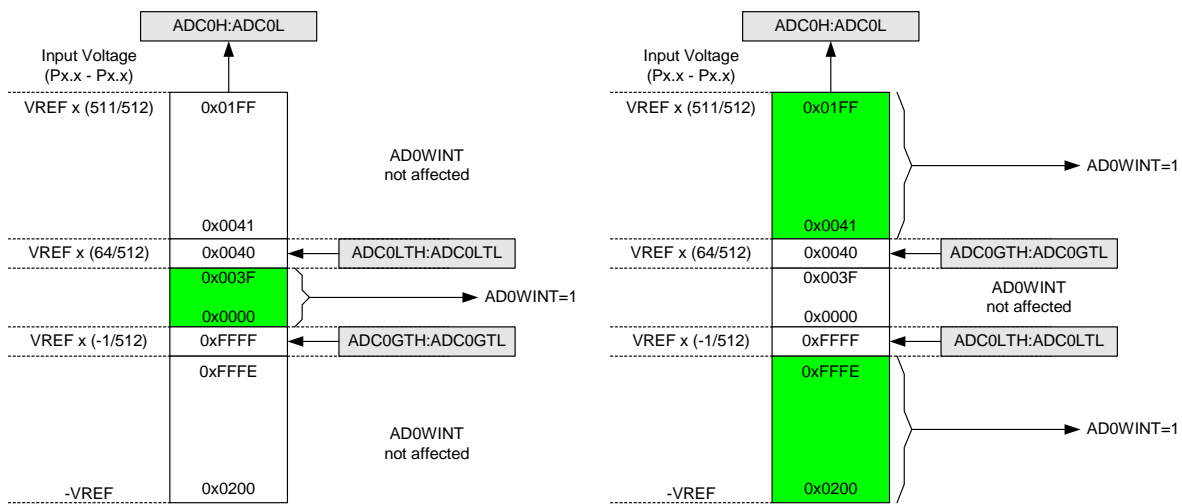 ADC0H:ADC0L
Input Voltage
(Px.x - Px.x)
VREF x (511/512)
0x01FF
AD0WINT
not affected
0x0041
VREF x (64/512)
0x0040
ADC0LTH:ADC0LTL
0x003F
AD0WINT=1
0x0000
VREF x (-1/512)
0xFFFF
ADC0GTH:ADC0GTL
0xFFFE
AD0WINT
not affected
-VREF
0x0200
ADC0H:ADC0L
Input Voltage
(Px.x - Px.x)
VREF x (511/512)
0x01FF
AD0WINT=1
0x0041
VREF x (64/512)
0x0040
ADC0GTH:ADC0GTL
0x003F
AD0WINT
not affected
0x0000
VREF x (-1/512)
0xFFFF
ADC0LTH:ADC0LTL
0xFFFE
AD0WINT=1
-VREF
0x0200